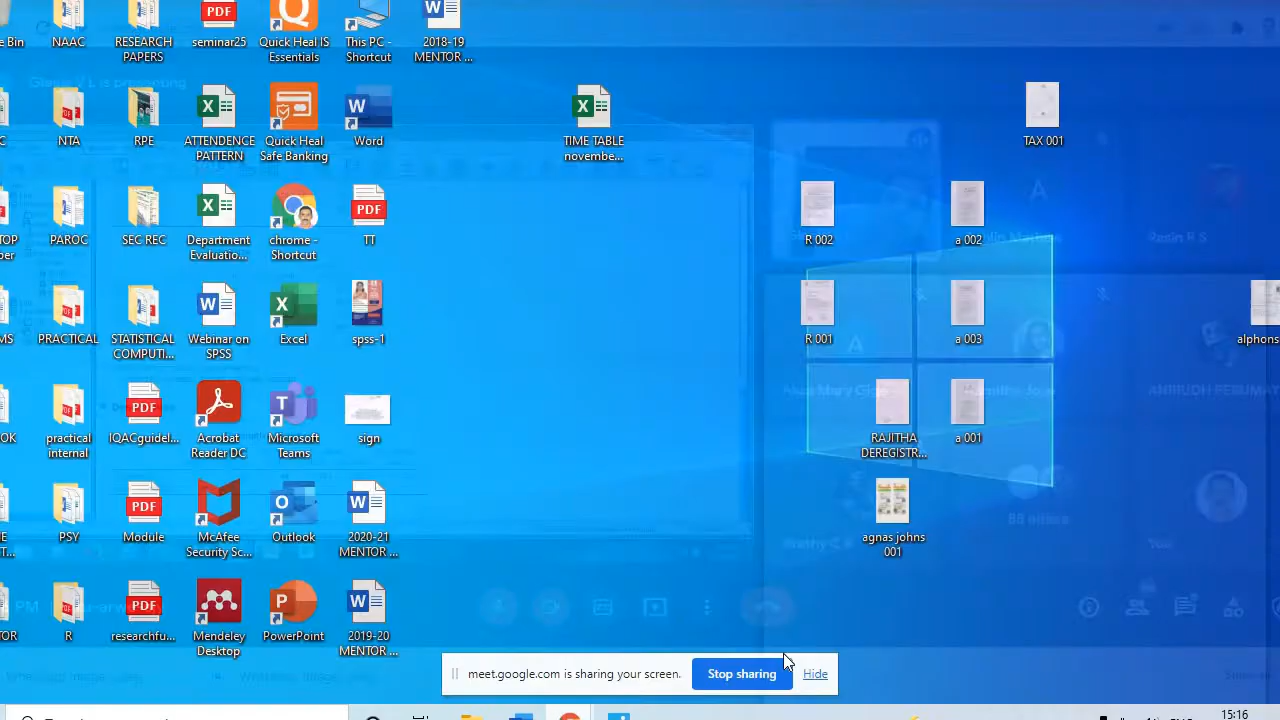 e Bin
NAAC
RESEARCH
PAPERS
PDF
seminar25
Quick Heal IS
Essentials
This PC -
Shortcut
2018-19
MENTOR ...
is presenting
NTA
RPE
ATTENDENCE
PATTERN
Quick Heal
Safe Banking
Word
TIME TABLE
novembe...
TAX 001
PAROC
SEC REC
Department
Evaluatio...
chrome -
Shortcut
PDF
TT
R 002
a 002
PRACTICAL
STATISTICAL
COMPUTI...
Webinar on
SPSS
Excel
spss-1
R 001
a 003
alphons
practical
internal
PDF
IQACguidel...
Acrobat
Reader DC
Microsoft
Teams
sign
RAJITHA
DEREGISTR...
a 001
PSY
PDF
Module
McAfee
Security Sc...
Outlook
2020-21
MENTOR ...
agnas johns
001
R
PDF
researchfu...
Mendeley
Desktop
PowerPoint
2019-20
MENTOR ...
meet.google.com is sharing your screen.
Stop sharing
Hide
15:16